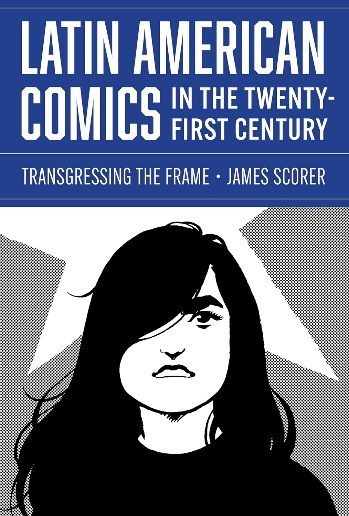 LATIN AMERICAN
COMICS IN THE TWENTY-
FIRST CENTURY
TRANSGRESSING THE FRAME • JAMES SCORER